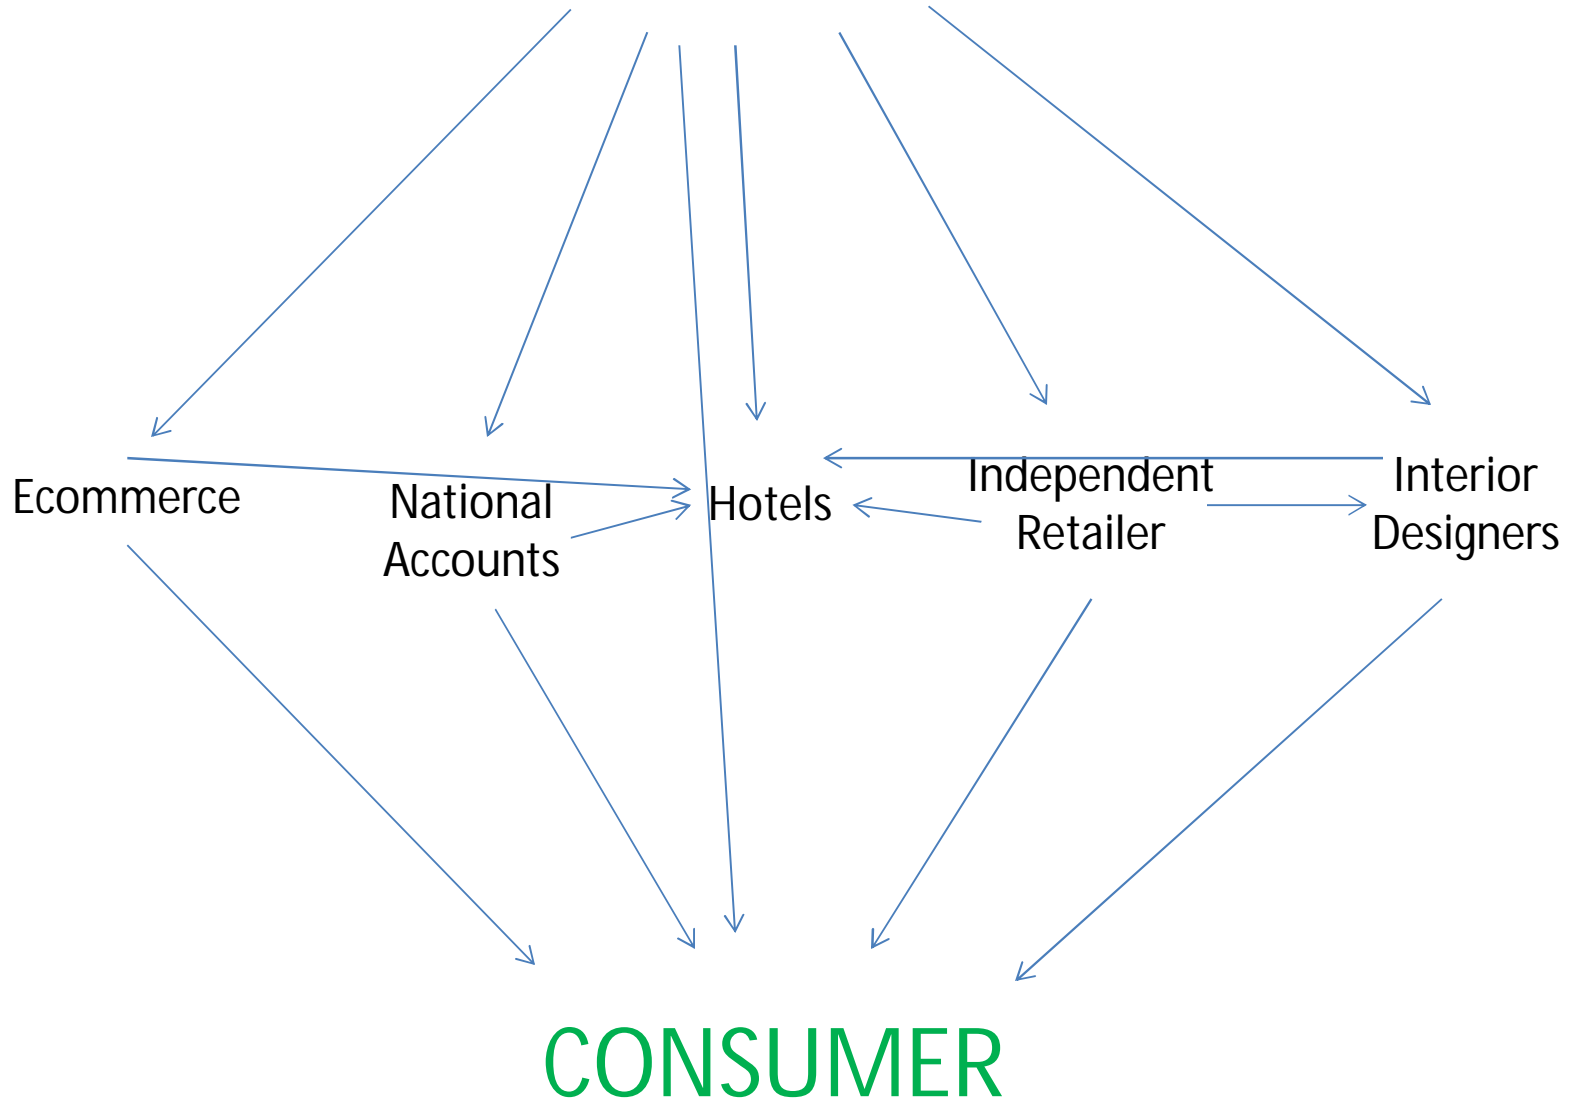 Ecommerce
National
Accounts
Hotels
Independent
Retailer
Interior
Designers
CONSUMER